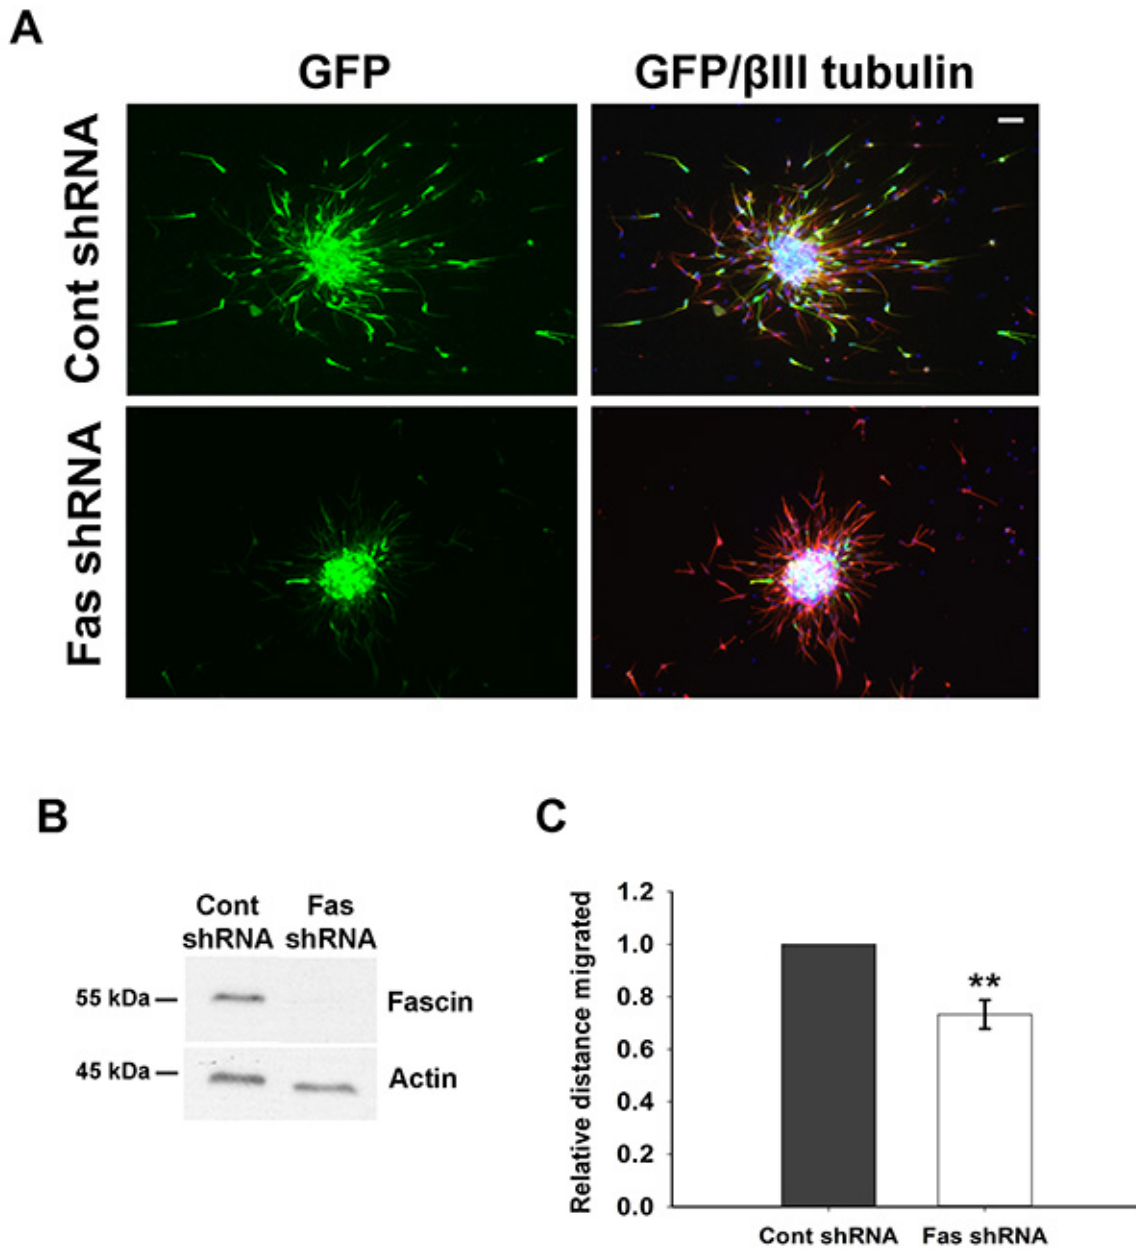 A
GFP
GFP/βIII tubulin
Cont shRNA
Fas shRNA
B
Cont
shRNA
Fas
shRNA
55 kDa
Fascin
45 kDa
Actin
C
Relative distance migrated
1.2
1.0
0.8
0.6
0.4
0.2
0.0
**
Cont shRNA
Fas shRNA